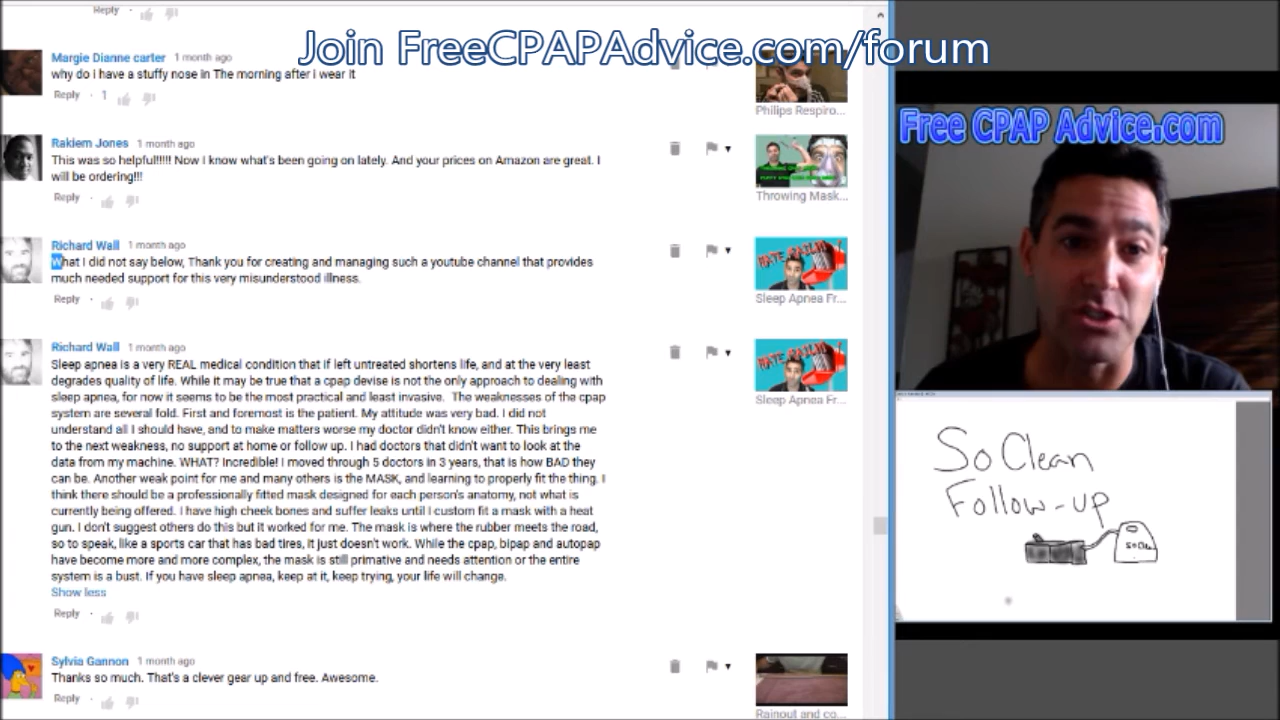 Reply ·
Join FreeCPAPAdvice.com/forum
Margie Dianne carter 1 month ago
why do i have a stuffy nose in The morning after i wear it
Reply · 1
Philips Respiro...
Rakiem Jones 1 month ago
This was so helpful!!!!! Now I know what's been going on lately. And your prices on Amazon are great. I
will be ordering!!!
Reply ·
Throwing Mask...
Richard Wall 1 month ago
What I did not say below, Thank you for creating and managing such a youtube channel that provides
much needed support for this very misunderstood illness.
Reply ·
HATE MAIL
Sleep Apnea Fr...
Richard Wall 1 month ago
Sleep apnea is a very REAL medical condition that if left untreated shortens life, and at the very least
degrades quality of life. While it may be true that a cpap devise is not the only approach to dealing with
sleep apnea, for now it seems to be the most practical and least invasive. The weaknesses of the cpap
system are several fold. First and foremost is the patient. My attitude was very bad. I did not
understand all I should have, and to make matters worse my doctor didn't know either. This brings me
to the next weakness, no support at home or follow up. I had doctors that didn't want to look at the
data from my machine. WHAT? Incredible! I moved through 5 doctors in 3 years, that is how BAD they
can be. Another weak point for me and many others is the MASK, and learning to properly fit the thing. I
think there should be a professionally fitted mask designed for each person's anatomy, not what is
currently being offered. I have high cheek bones and suffer leaks until I custom fit a mask with a heat
gun. I don't suggest others do this but it worked for me. The mask is where the rubber meets the road,
so to speak, like a sports car that has bad tires, it just doesn't work. While the cpap, bipap and autopap
have become more and more complex, the mask is still primative and needs attention or the entire
system is a bust. If you have sleep apnea, keep at it, keep trying, your life will change.
Show less
Reply ·
HATE MAIL
Sleep Apnea Fr...
Sylvia Gannon 1 month ago
Thanks so much. That's a clever gear up and free. Awesome.
Reply ·
Rainout and co...
Free CPAP Advice.com
So Clean
Follow-up
SoClean